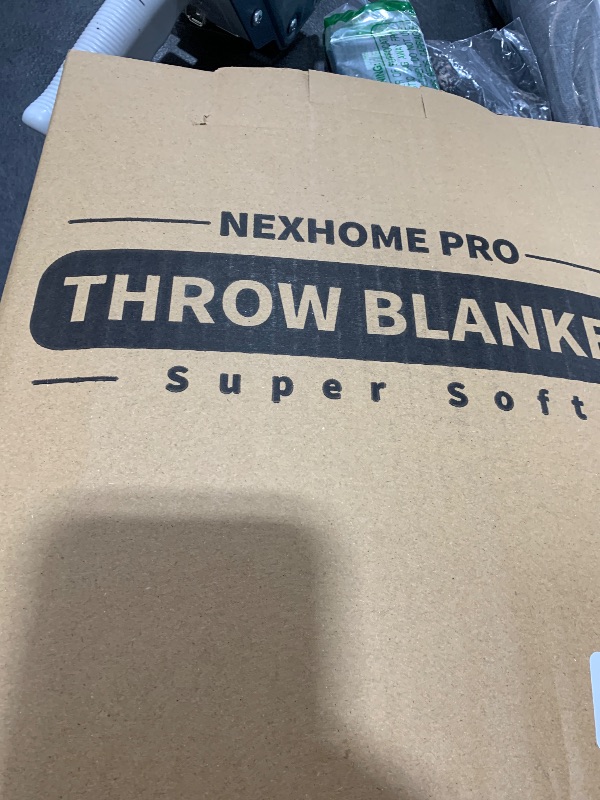 NEXHOME PRO
THROW BLANKE
Super Soft